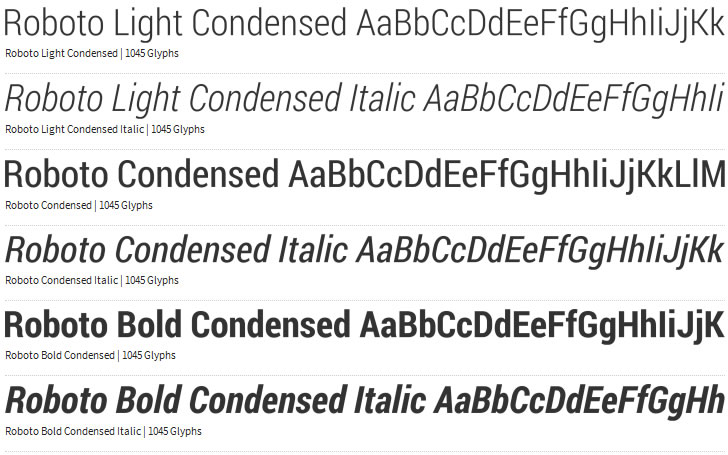 Roboto Light Condensed AaBbCcDdEeFfGgHhIiJjKk
Roboto Light Condensed | 1045 Glyphs
Roboto Light Condensed Italic AaBbCcDdEeFfGgHhIi
Roboto Light Condensed Italic | 1045 Glyphs
Roboto Condensed AaBbCcDdEeFfGgHhIiJjKkLlM
Roboto Condensed | 1045 Glyphs
Roboto Condensed Italic AaBbCcDdEeFfGgHhIiJjKk
Roboto Condensed Italic | 1045 Glyphs
Roboto Bold Condensed AaBbCcDdEeFfGgHhIiJjK
Roboto Bold Condensed | 1045 Glyphs
Roboto Bold Condensed Italic AaBbCcDdEeFfGgHh
Roboto Bold Condensed Italic | 1045 Glyphs